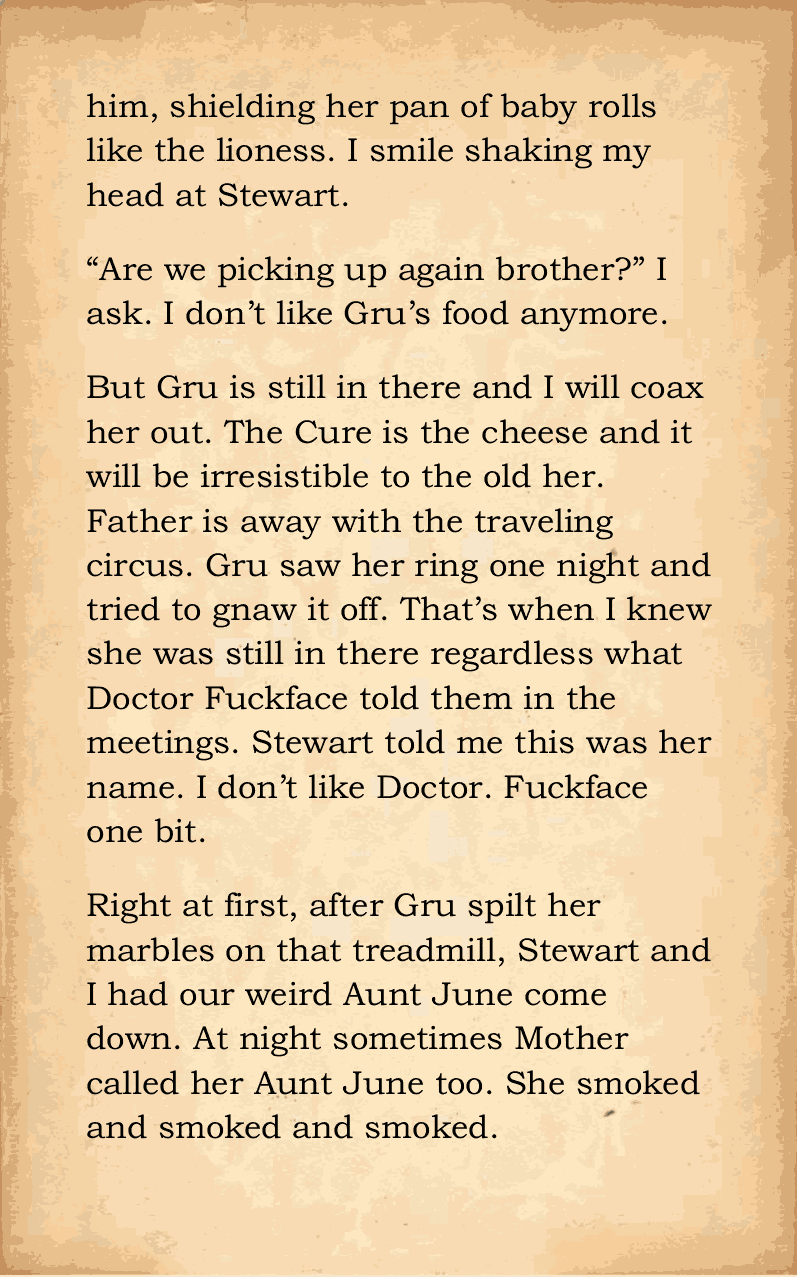 him, shielding her pan of baby rolls
like the lioness. I smile shaking my
head at Stewart.
“Are we picking up again brother?” I
ask. I don’t like Gru’s food anymore.
But Gru is still in there and I will coax
her out. The Cure is the cheese and it
will be irresistible to the old her.
Father is away with the traveling
circus. Gru saw her ring one night and
tried to gnaw it off. That’s when I knew
she was still in there regardless what
Doctor Fuckface told them in the
meetings. Stewart told me this was her
name. I don’t like Doctor. Fuckface
one bit.
Right at first, after Gru spilt her
marbles on that treadmill, Stewart and
I had our weird Aunt June come
down. At night sometimes Mother
called her Aunt June too. She smoked
and smoked and smoked.